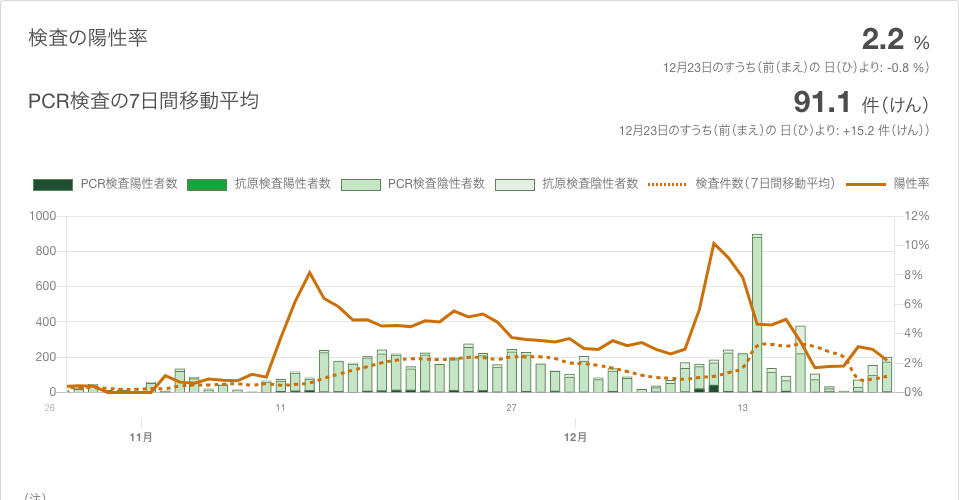 検査の陽性率
2.2 %
12月23日のすうち（前（まえ）の 日（ひ）より: -0.8 %）
PCR検査の7日間移動平均
91.1 件（けん）
12月23日のすうち（前（まえ）の 日（ひ）より: +15.2 件（けん））
PCR検査陽性者数 抗原検査陽性者数 PCR検査陰性者数 抗原検査陰性者数 検査件数（7日間移動平均） 陽性率
1000 12%
10%
800
8%
600
6%
400
4%
200
2%
0 0%
26 11 27 13
11月 12月
（注）